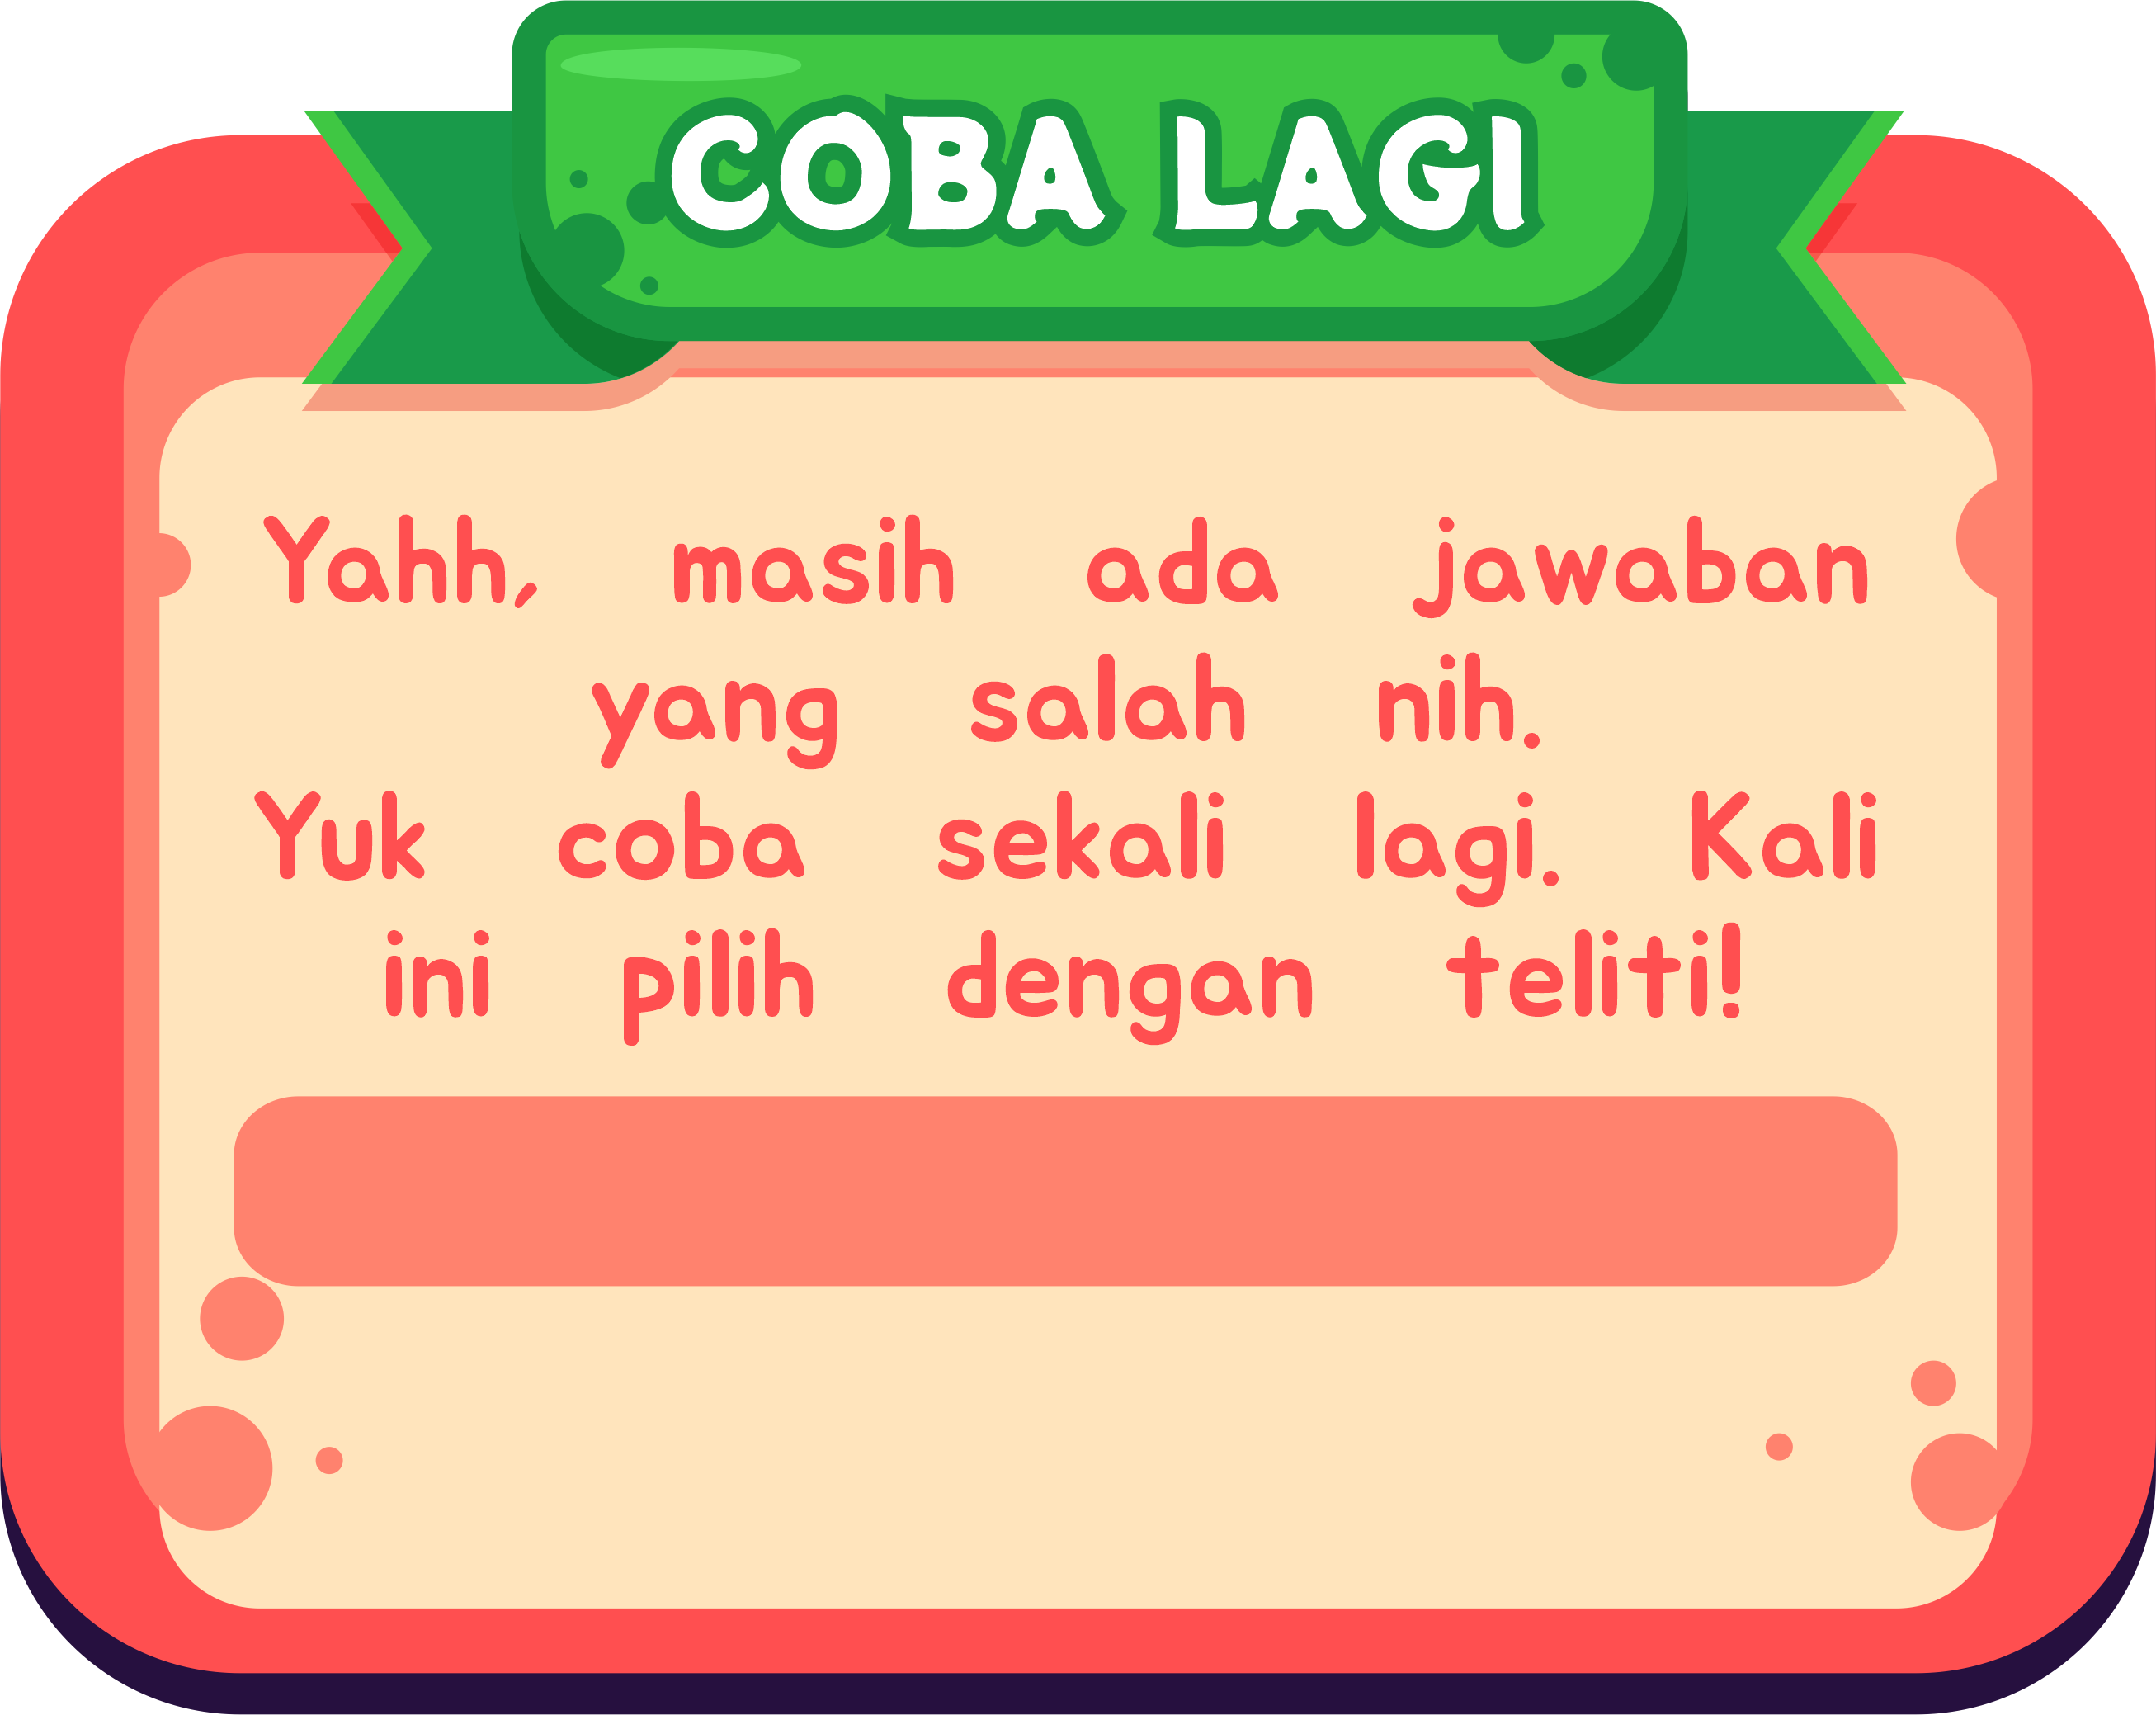 COBA LAGI
Yahh, masih ada jawaban
yang salah nih.
Yuk coba sekali lagi. Kali
ini pilih dengan teliti!